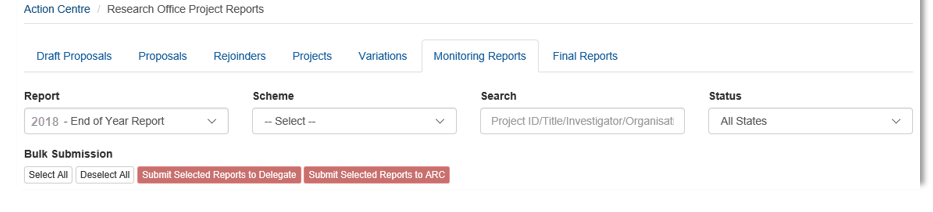 Action Centre / Research Office Project Reports
Draft Proposals Proposals Rejoinders Projects Variations Monitoring Reports Final Reports
Report Scheme Search Status
2018 - End of Year Report -- Select -- Project ID/Title/Investigator/Organisati All States
Bulk Submission
Select All Deselect All Submit Selected Reports to Delegate Submit Selected Reports to ARC